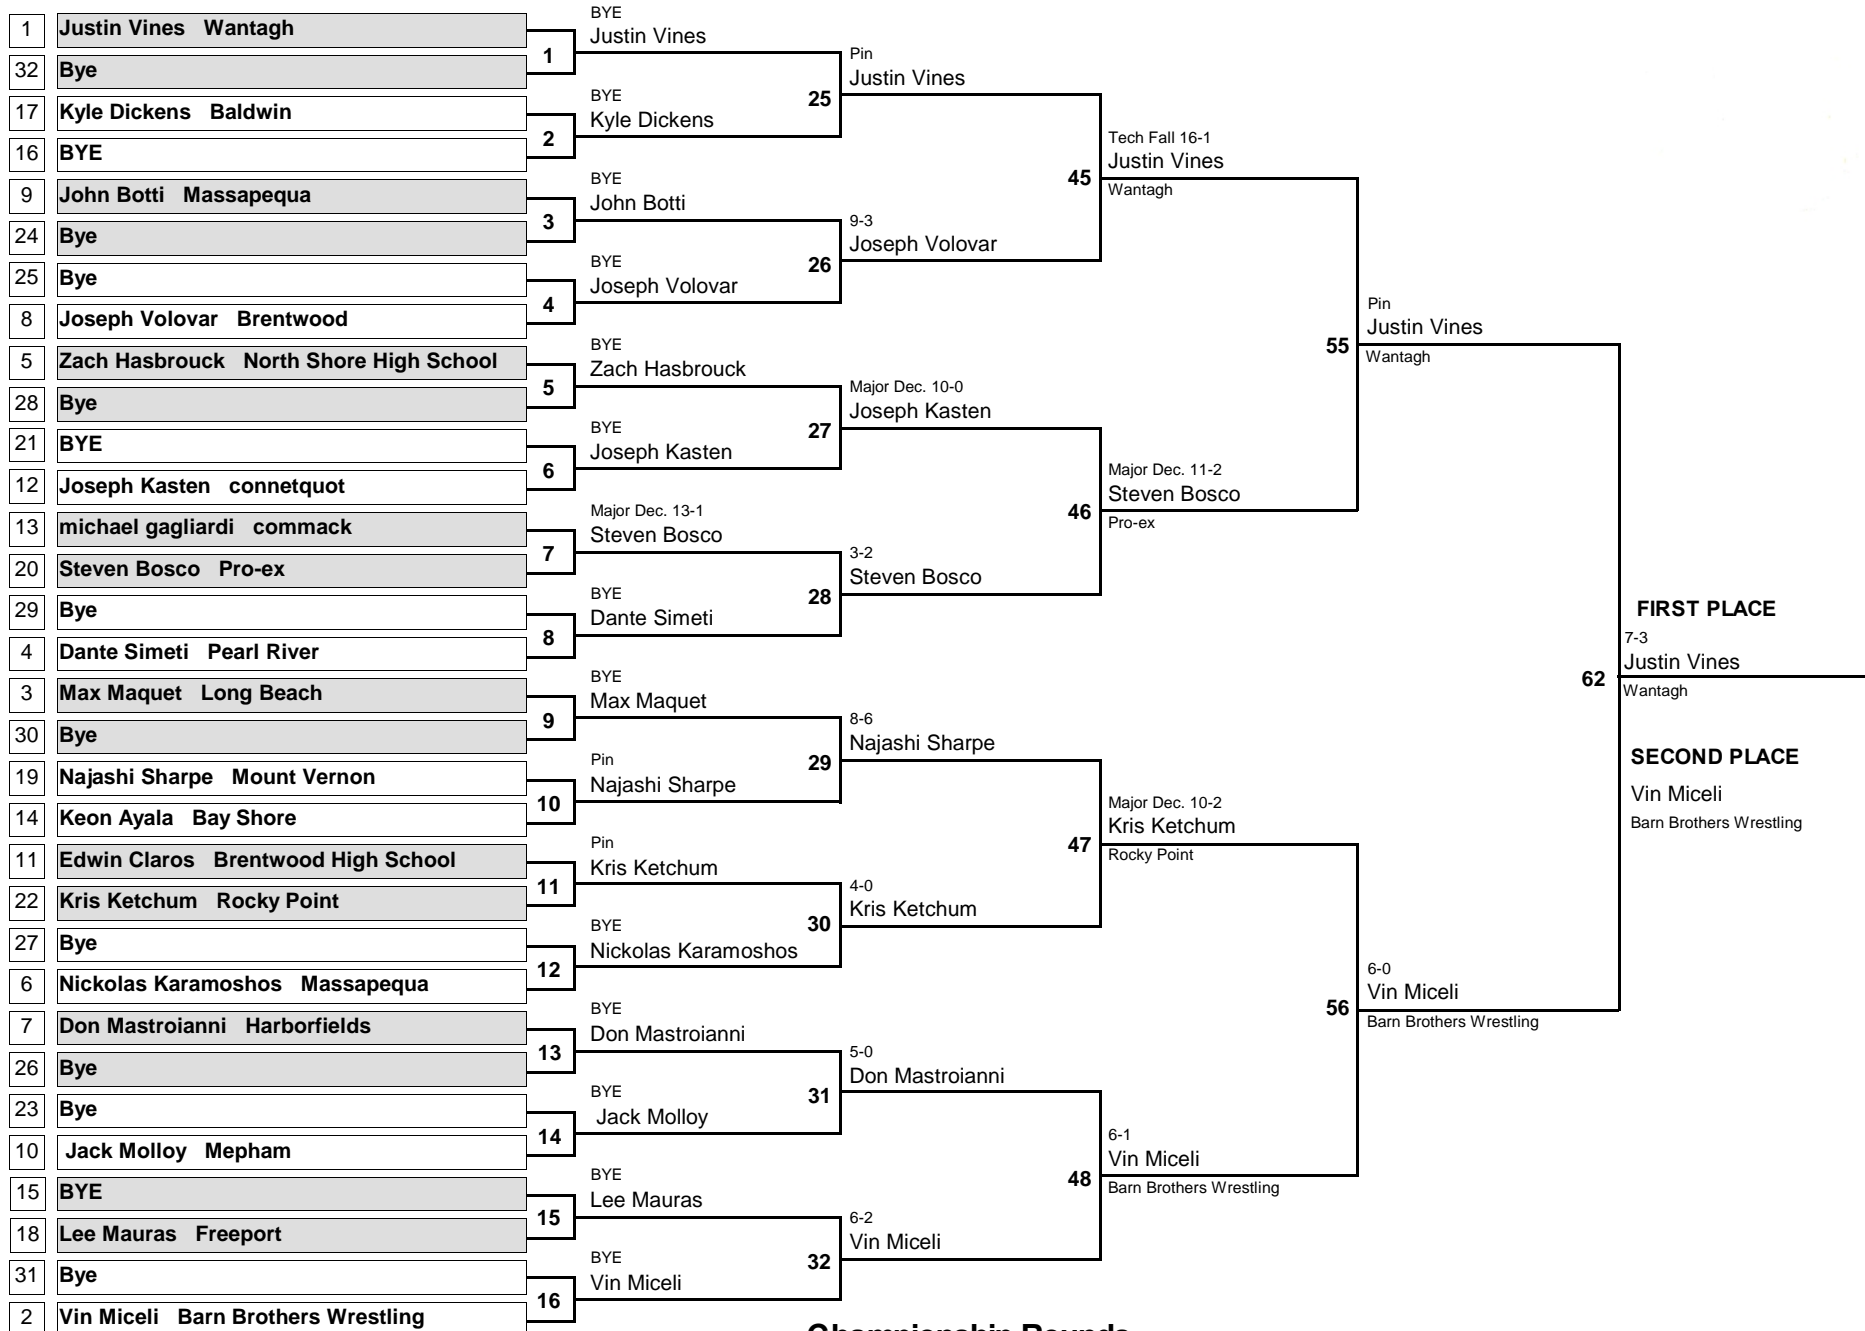 1 Justin Vines Wantagh
32 Bye
17 Kyle Dickens Baldwin
16 BYE
9 John Botti Massapequa
24 Bye
25 Bye
8 Joseph Volovar Brentwood
5 Zach Hasbrouck North Shore High School
28 Bye
21 BYE
12 Joseph Kasten connetquot
13 michael gagliardi commack
20 Steven Bosco Pro-ex
29 Bye
4 Dante Simeti Pearl River
3 Max Maquet Long Beach
30 Bye
19 Najashi Sharpe Mount Vernon
14 Keon Ayala Bay Shore
11 Edwin Claros Brentwood High School
22 Kris Ketchum Rocky Point
27 Bye
6 Nickolas Karamoshos Massapequa
7 Don Mastroianni Harborfields
26 Bye
23 Bye
10 Jack Molloy Mepham
15 BYE
18 Lee Mauras Freeport
31 Bye
2 Vin Miceli Barn Brothers Wrestling
BYE
Justin Vines
1
BYE
Kyle Dickens
2
BYE
John Botti
3
BYE
Joseph Volovar
4
BYE
Zach Hasbrouck
5
BYE
Joseph Kasten
6
Major Dec. 13-1
Steven Bosco
7
BYE
Dante Simeti
8
BYE
Max Maquet
9
Pin
Najashi Sharpe
10
Pin
Kris Ketchum
11
BYE
Nickolas Karamoshos
12
BYE
Don Mastroianni
13
BYE
Jack Molloy
14
BYE
Lee Mauras
15
BYE
Vin Miceli
16
Pin
Justin Vines
25
9-3
Joseph Volovar
26
Major Dec. 10-0
Joseph Kasten
27
3-2
Steven Bosco
28
8-6
Najashi Sharpe
29
4-0
Kris Ketchum
30
5-0
Don Mastroianni
31
6-2
Vin Miceli
32
Tech Fall 16-1
Justin Vines
45
Wantagh
Major Dec. 11-2
Steven Bosco
46
Pro-ex
Major Dec. 10-2
Kris Ketchum
47
Rocky Point
6-1
Vin Miceli
48
Barn Brothers Wrestling
Pin
Justin Vines
55
Wantagh
6-0
Vin Miceli
56
Barn Brothers Wrestling
FIRST PLACE
7-3
Justin Vines
62
Wantagh
SECOND PLACE
Vin Miceli
Barn Brothers Wrestling
Championship Rounds